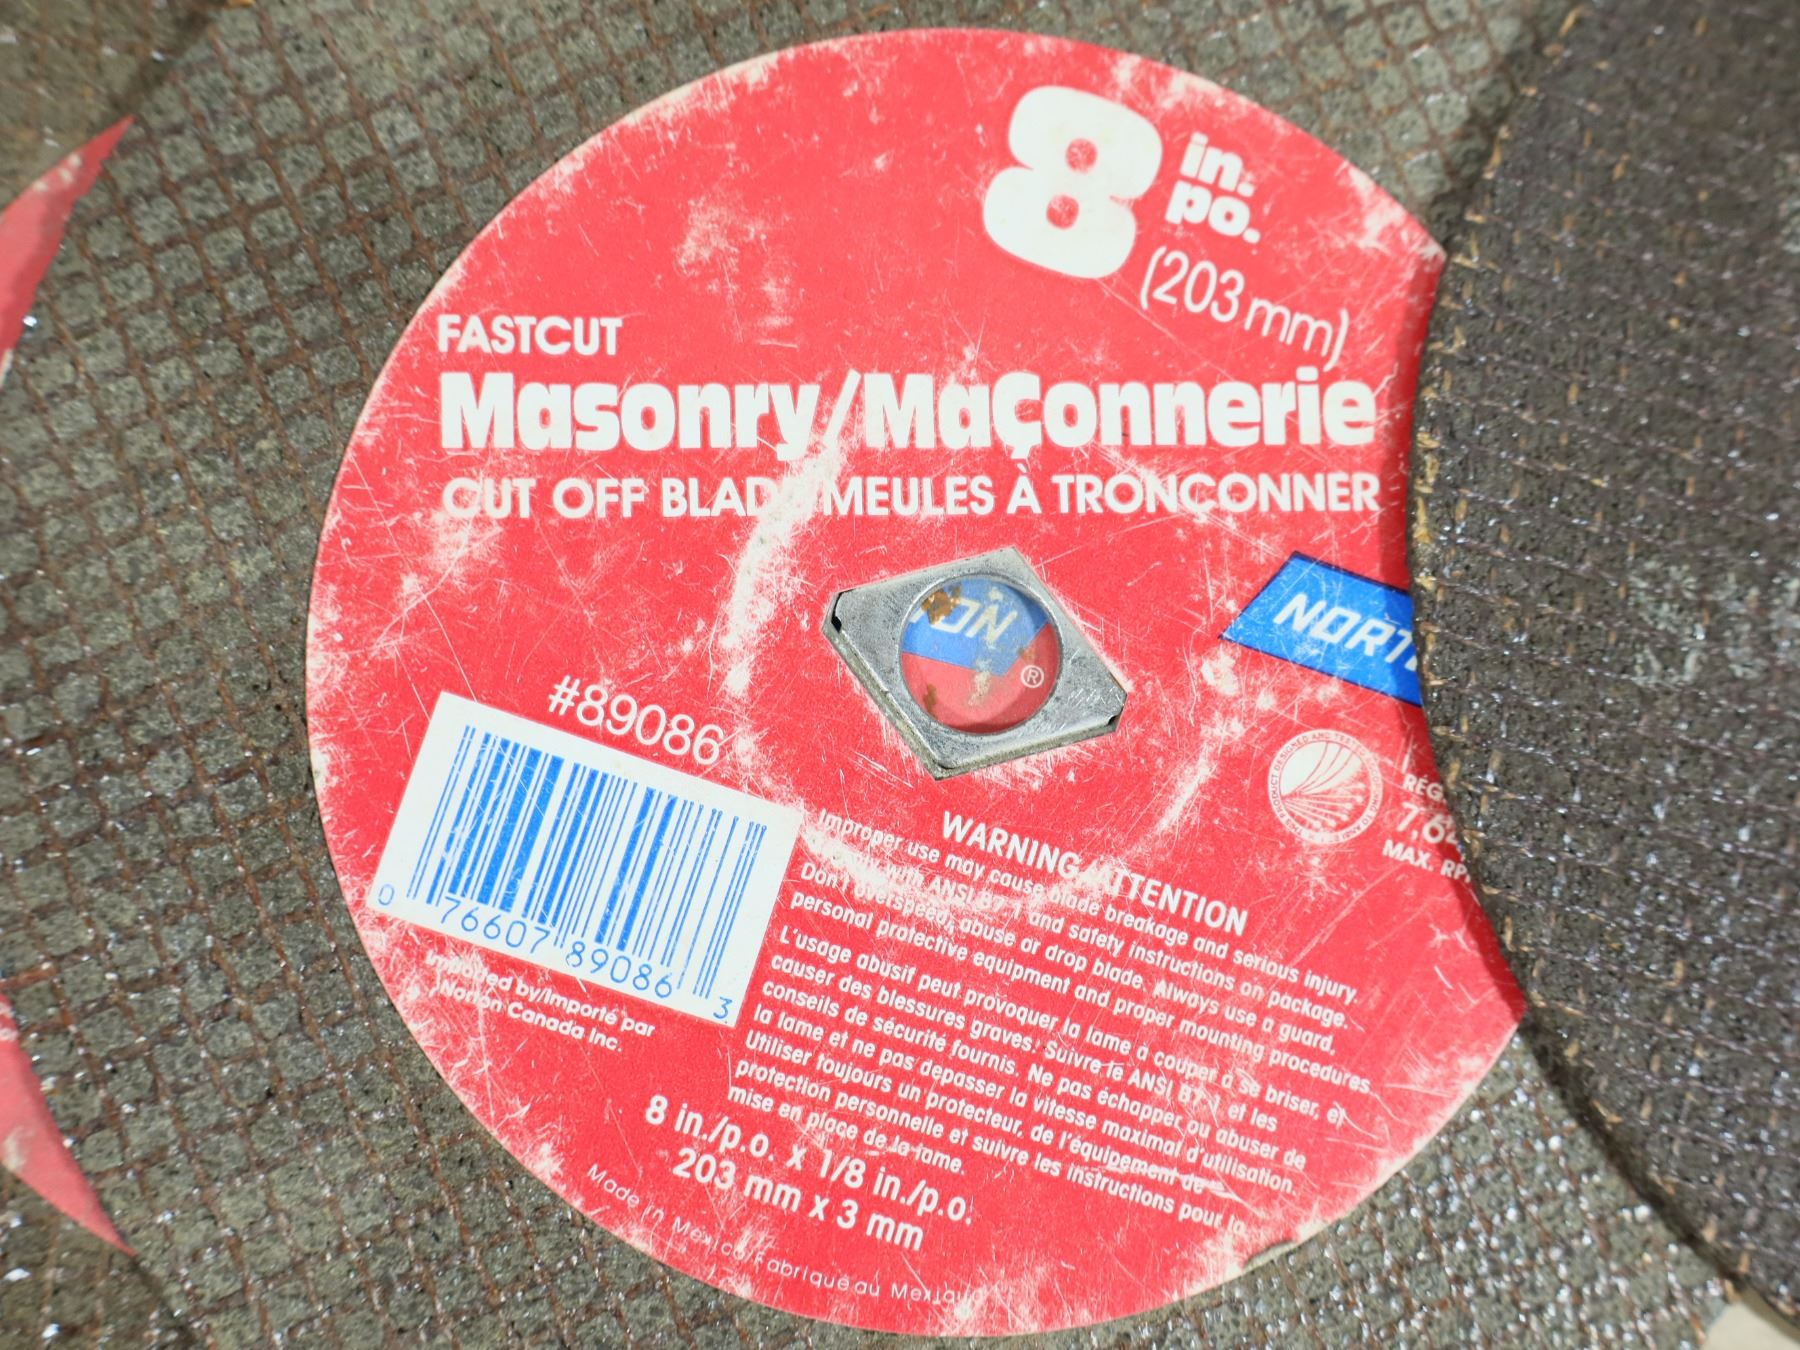 8
in.
po.
(203 mm)
FASTCUT
Masonry/Maçonnerie
CUT OFF BLAD MEULES À TRONÇONNER
NORT
TON
®
#89086
0 76607 89086 3
Imported by/Importé par
Norton Canada Inc.
RÉG
7,6
MAX. RP
WARNING/ATTENTION
Improper use may cause blade breakage and serious injury.
with ANSI B7.1 and safety instructions on package.
Don't overspeed, abuse or drop blade. Always use a guard,
personal protective equipment and proper mounting procedures.
L'usage abusif peut provoquer la lame à couper à se briser, et
causer des blessures graves. Suivre le ANSI B7.1 et les
conseils de sécurité fournis. Ne pas échapper ou abuser de
la lame et ne pas depasser la vitesse maximal d'utilisation.
Utiliser toujours un protecteur, de l'équipement de
protection personnelle et suivre les instructions pour la
mise en place de la lame.
8 in./p.o. x 1/8 in./p.o.
203 mm x 3 mm
Made in Mexico/Fabriqué au Mexique